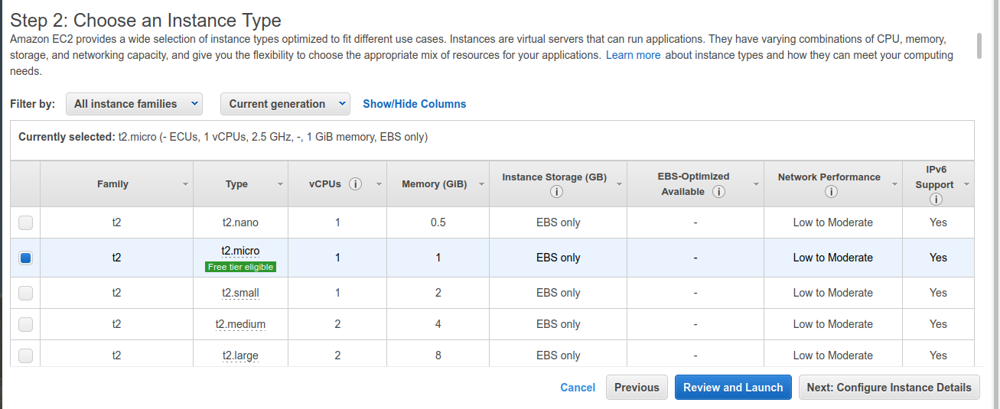 Step 2: Choose an Instance Type
Amazon EC2 provides a wide selection of instance types optimized to fit different use cases. Instances are virtual servers that can run applications. They have varying combinations of CPU, memory,
storage, and networking capacity, and give you the flexibility to choose the appropriate mix of resources for your applications. Learn more about instance types and how they can meet your computing
needs.
Filter by: All instance families Current generation Show/Hide Columns
Currently selected: t2.micro (- ECUs, 1 vCPUs, 2.5 GHz, -, 1 GiB memory, EBS only)
Family Type vCPUs i Memory (GiB) Instance Storage (GB) i EBS-Optimized Available i Network Performance i IPv6 Support i
t2 t2.nano 1 0.5 EBS only - Low to Moderate Yes
t2 t2.micro Free tier eligible 1 1 EBS only - Low to Moderate Yes
t2 t2.small 1 2 EBS only - Low to Moderate Yes
t2 t2.medium 2 4 EBS only - Low to Moderate Yes
t2 t2.large 2 8 EBS only - Low to Moderate Yes
Cancel Previous Review and Launch Next: Configure Instance Details